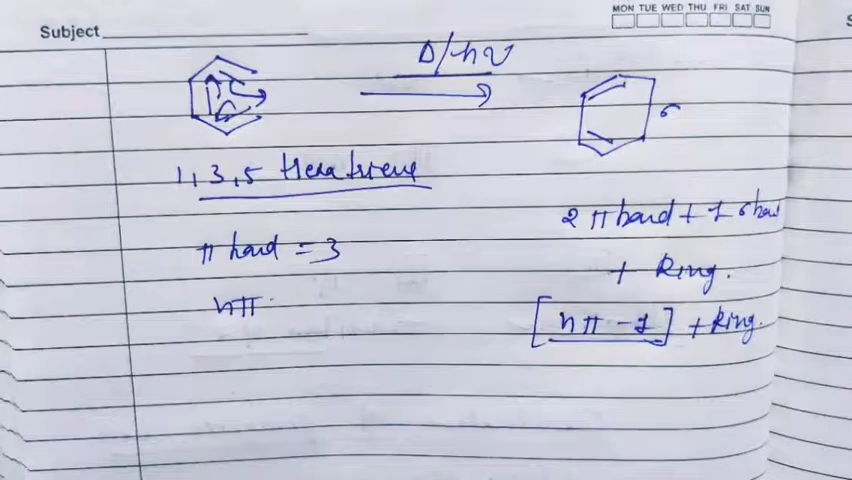 MON TUE WED THU FRI SAT SUN
Subject
Δ/hν
σ
1,3,5 Hexatriene
2 π bond + 1 σ bond
π bond = 3
+ Ring.
nπ
[nπ - 1] + Ring.